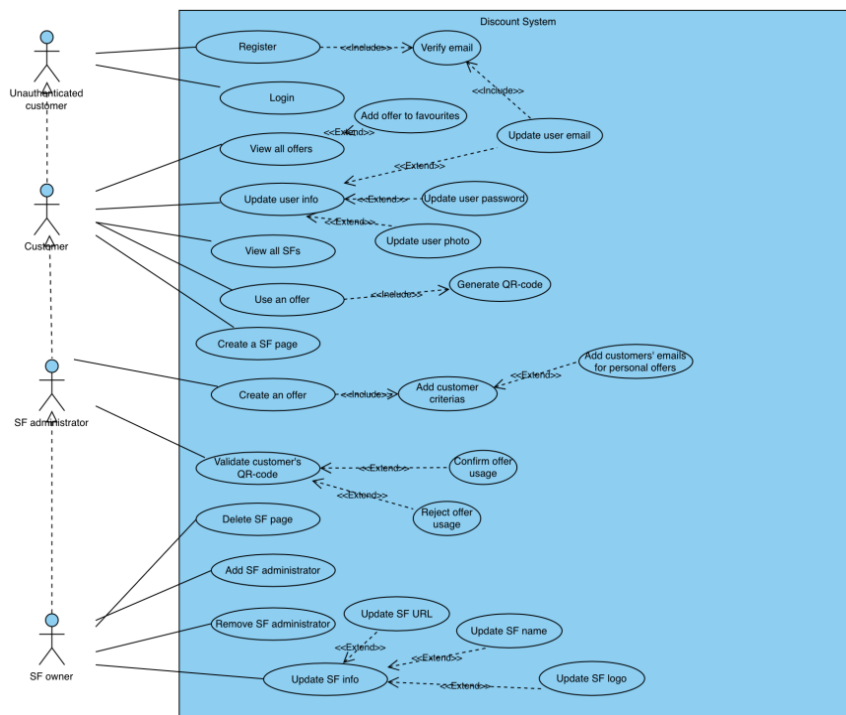 Discount System
Register
<<Include>>
Verify email
Unauthenticated
customer
Login
<<Include>>
Add offer to favourites
<<Extend>>
View all offers
Update user email
<<Extend>>
Update user info
<<Extend>>
Update user password
<<Extend>>
Update user photo
Customer
View all SFs
Use an offer
<<Include>>
Generate QR-code
Create a SF page
Add customers' emails
for personal offers
<<Extend>>
SF administrator
Create an offer
<<Include>>
Add customer
criterias
Validate customer's
QR-code
<<Extend>>
Confirm offer
usage
<<Extend>>
Reject offer
usage
Delete SF page
Add SF administrator
Remove SF administrator
Update SF URL
<<Extend>>
Update SF name
<<Extend>>
SF owner
Update SF info
<<Extend>>
Update SF logo